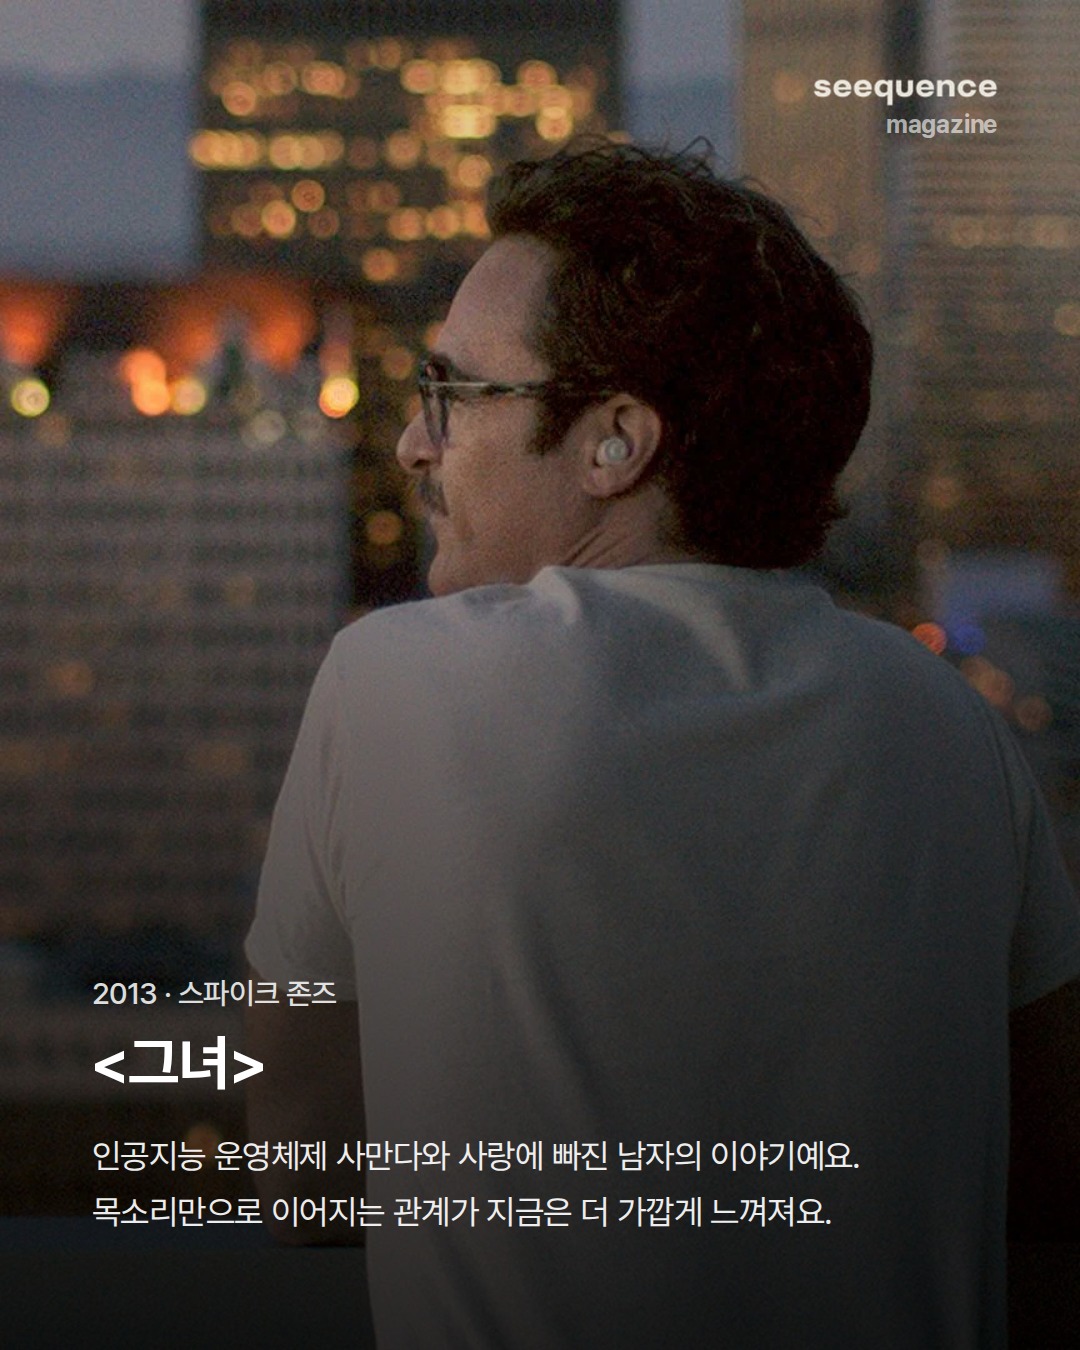 seequence
magazine
2013 · 스파이크 존즈
<그녀>
인공지능 운영체제 사만다와 사랑에 빠진 남자의 이야기예요.
목소리만으로 이어지는 관계가 지금은 더 가깝게 느껴져요.